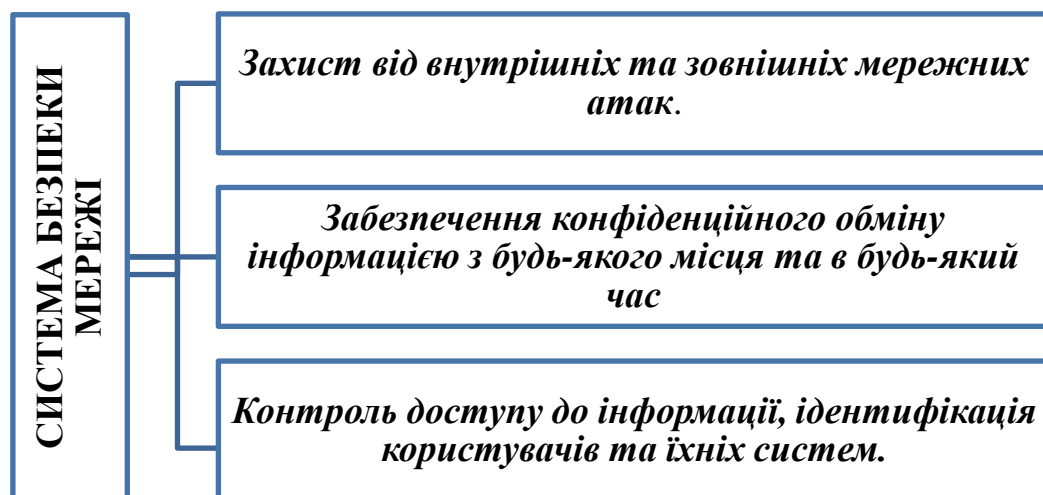 СИСТЕМА БЕЗПЕКИ
МЕРЕЖІ
Захист від внутрішніх та зовнішніх мережних
атак.
Забезпечення конфіденційного обміну
інформацією з будь-якого місця та в будь-який
час
Контроль доступу до інформації, ідентифікація
користувачів та їхніх систем.